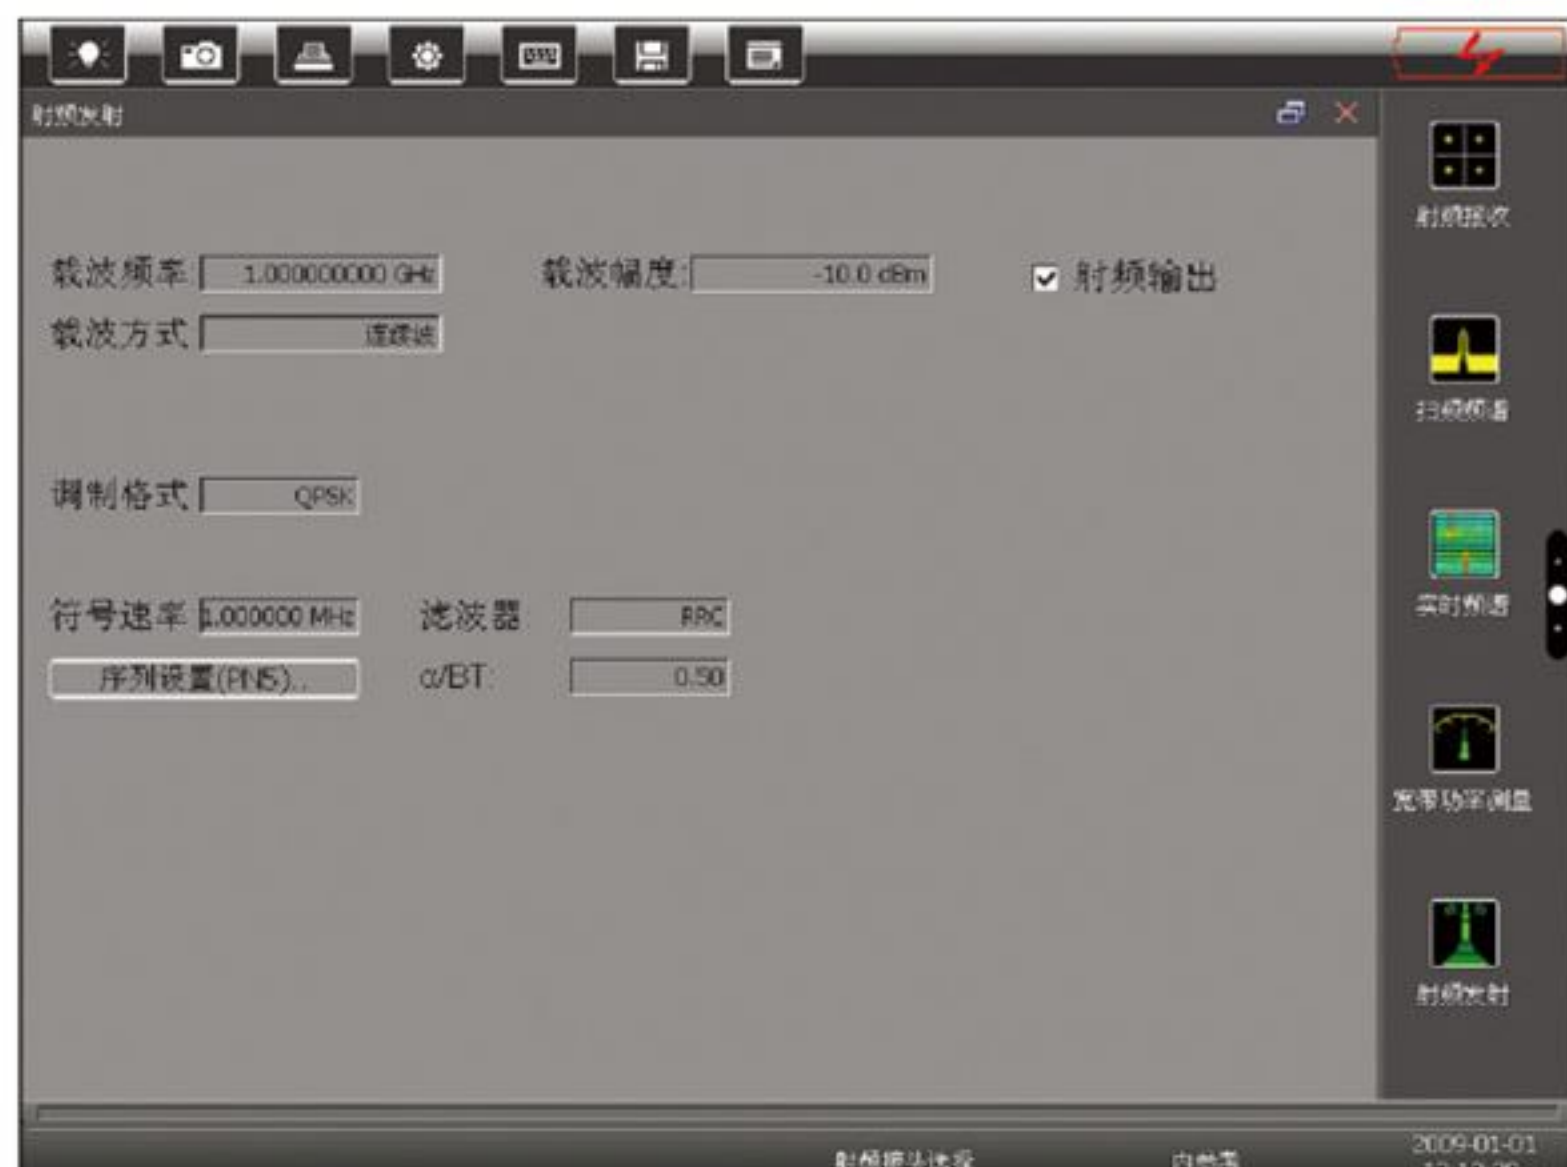 射频发射
射频接收
载波频率 1.000000000 GHz 载波幅度: -10.0 dBm 射频输出
载波方式 连续波
扫频频谱
调制格式 QPSK
实时频谱
符号速率 1.000000 MHz 滤波器 RRC
序列设置(PN5)... α/BT: 0.50
宽带功率测量
射频发射
内参考
2009-01-01